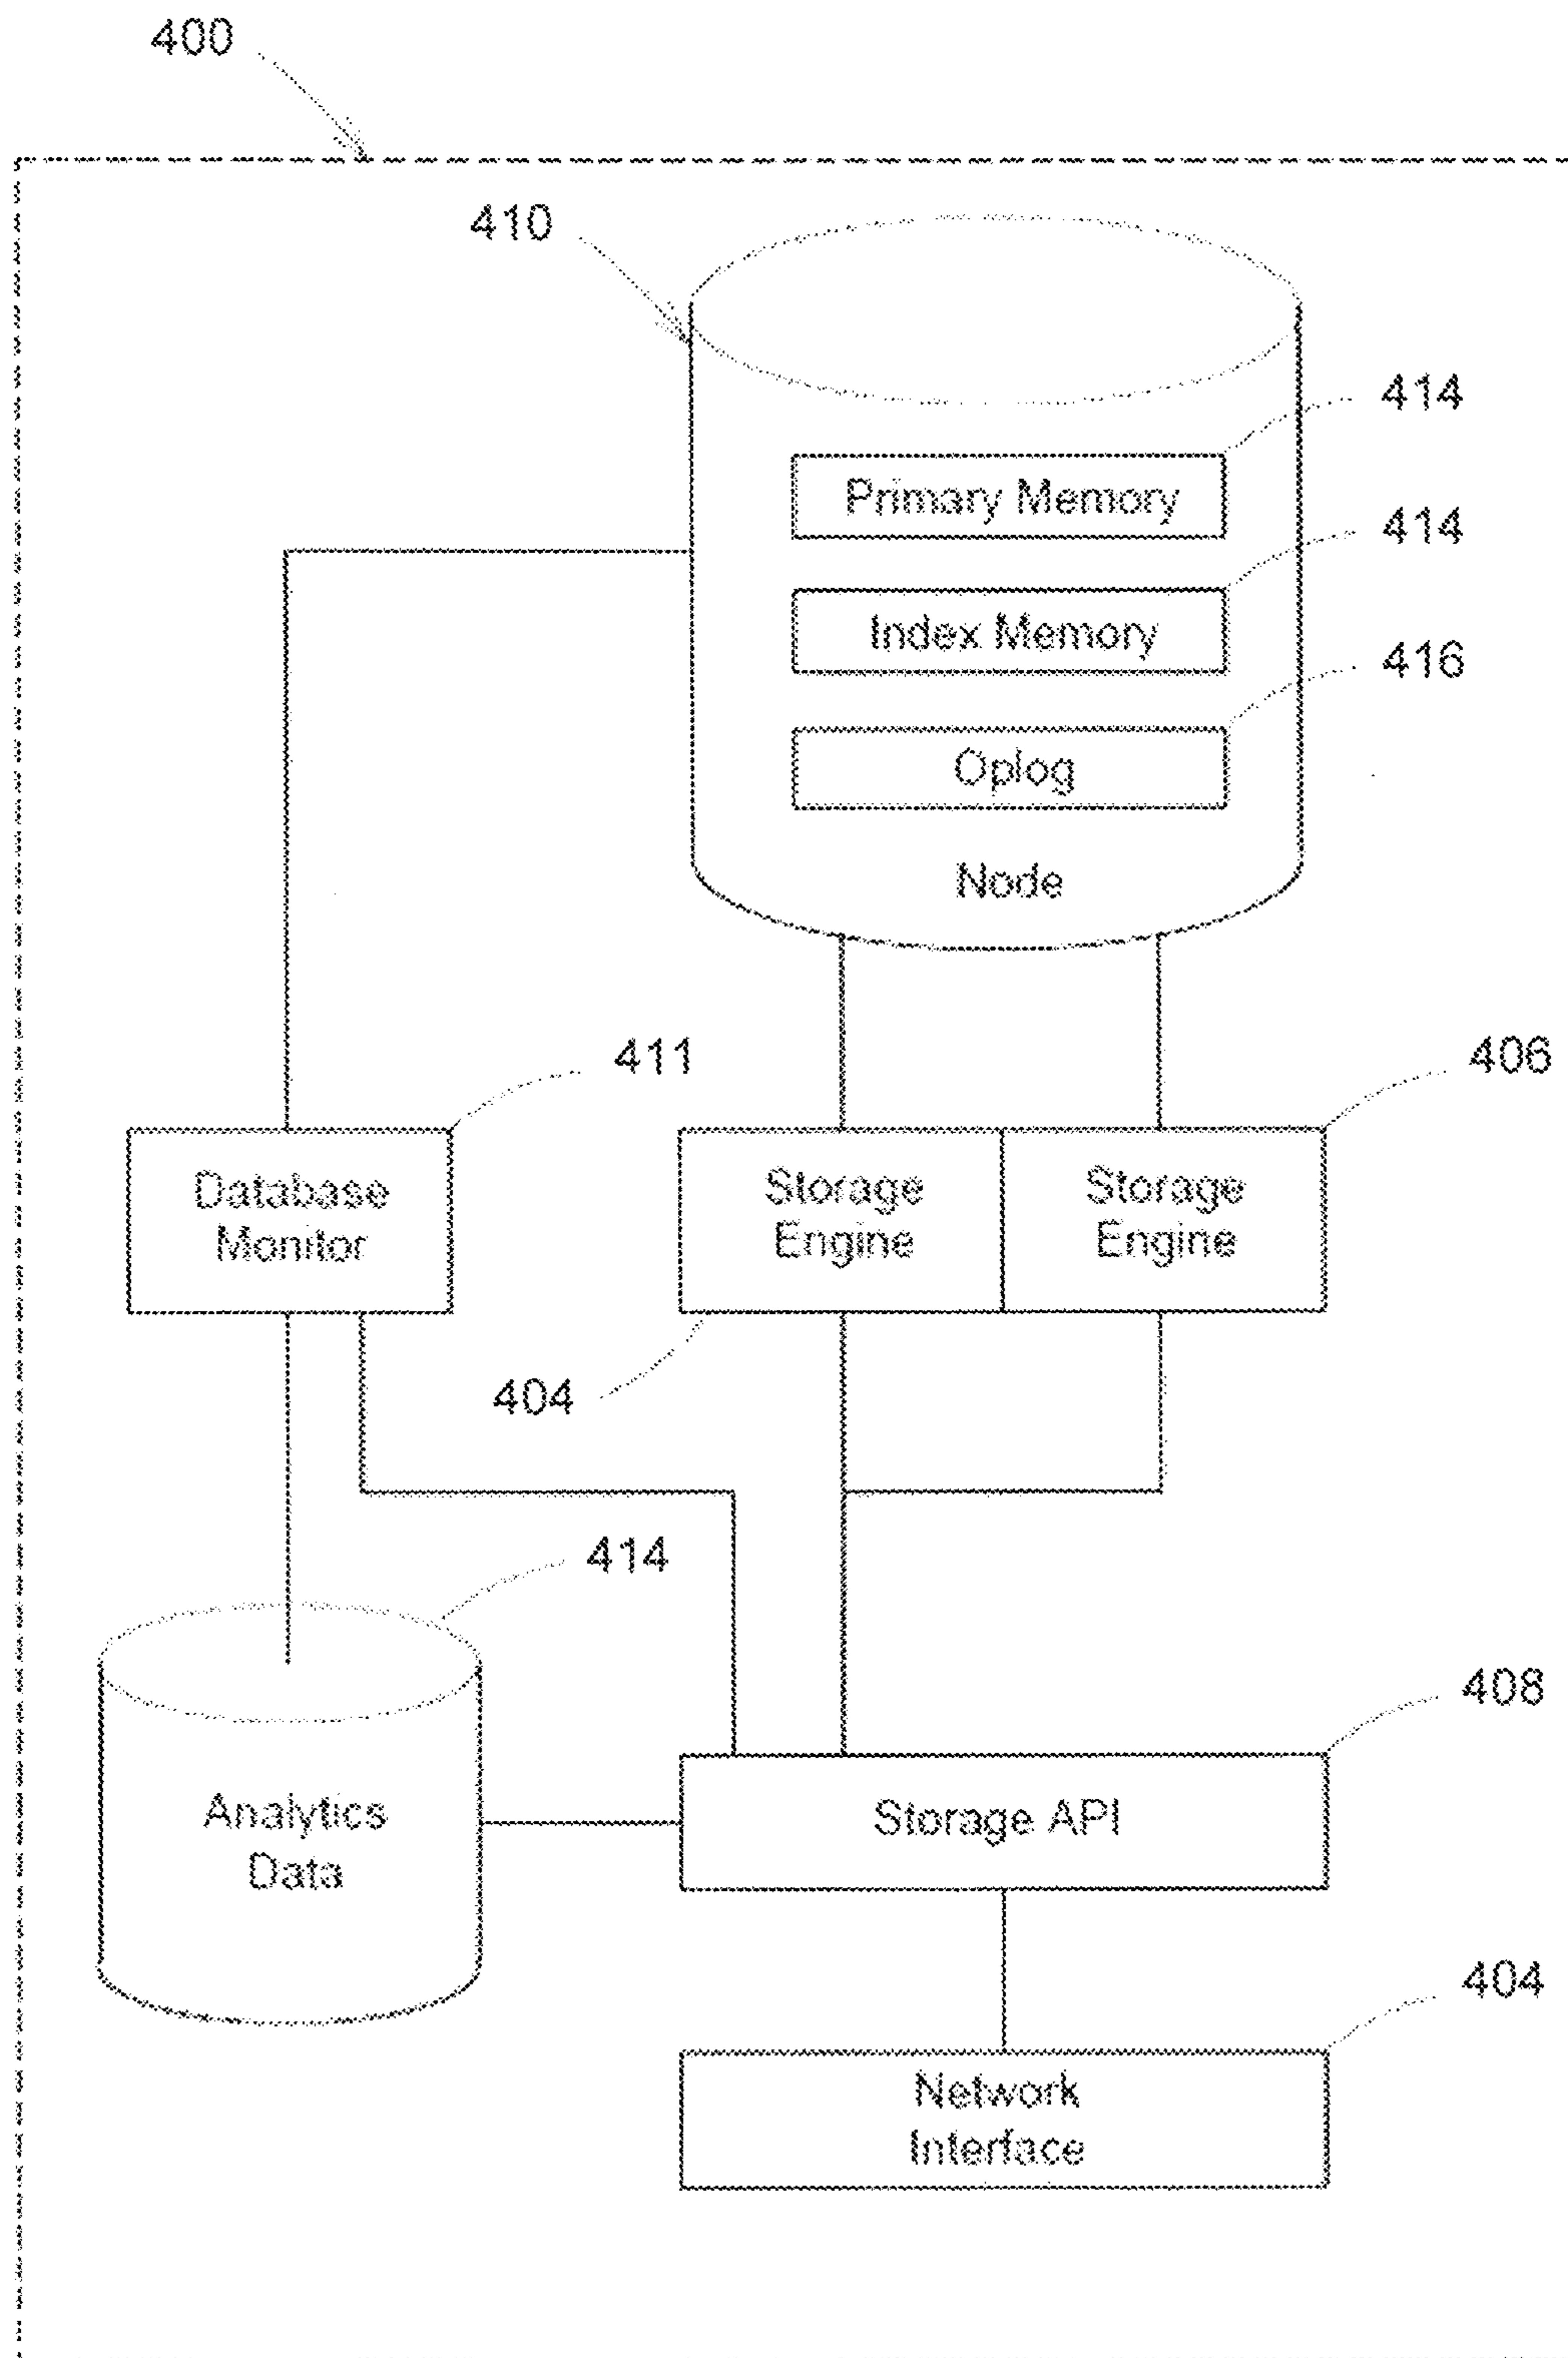 400
410
414
Primary Memory
414
Index Memory
416
Oplog
Node
411
406
Database
Monitor
Storage
Engine
Storage
Engine
404
414
408
Analytics
Data
Storage API
404
Network
Interface